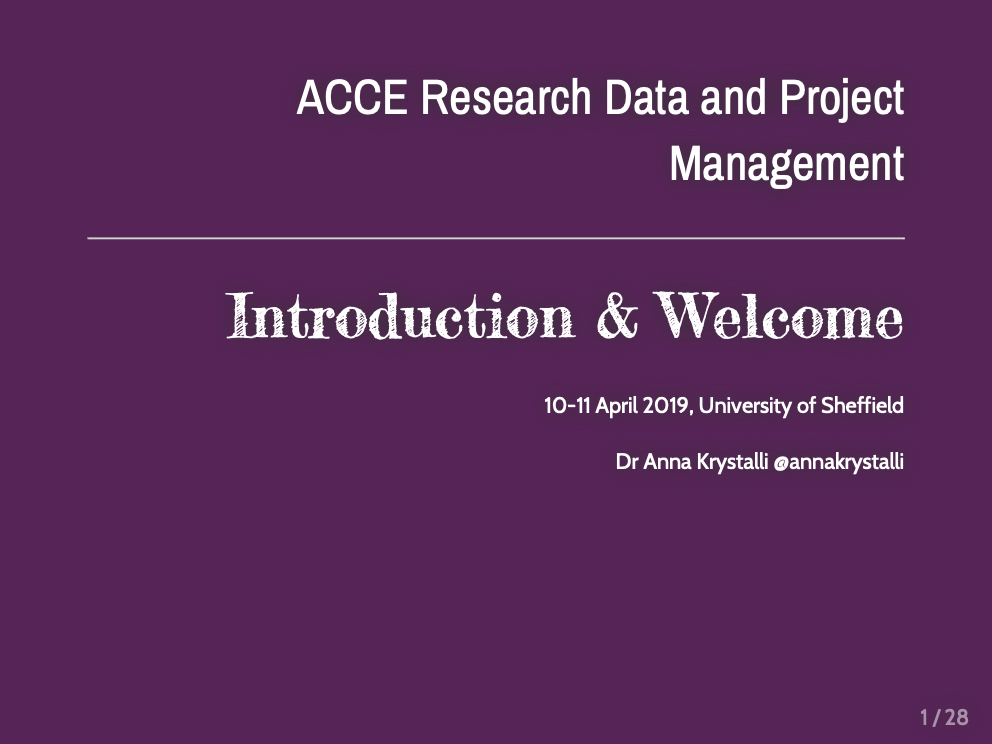 ACCE Research Data and Project
Management
Introduction & Welcome
10-11 April 2019, University of Sheffield
Dr Anna Krystalli @annakrystalli
1 / 28